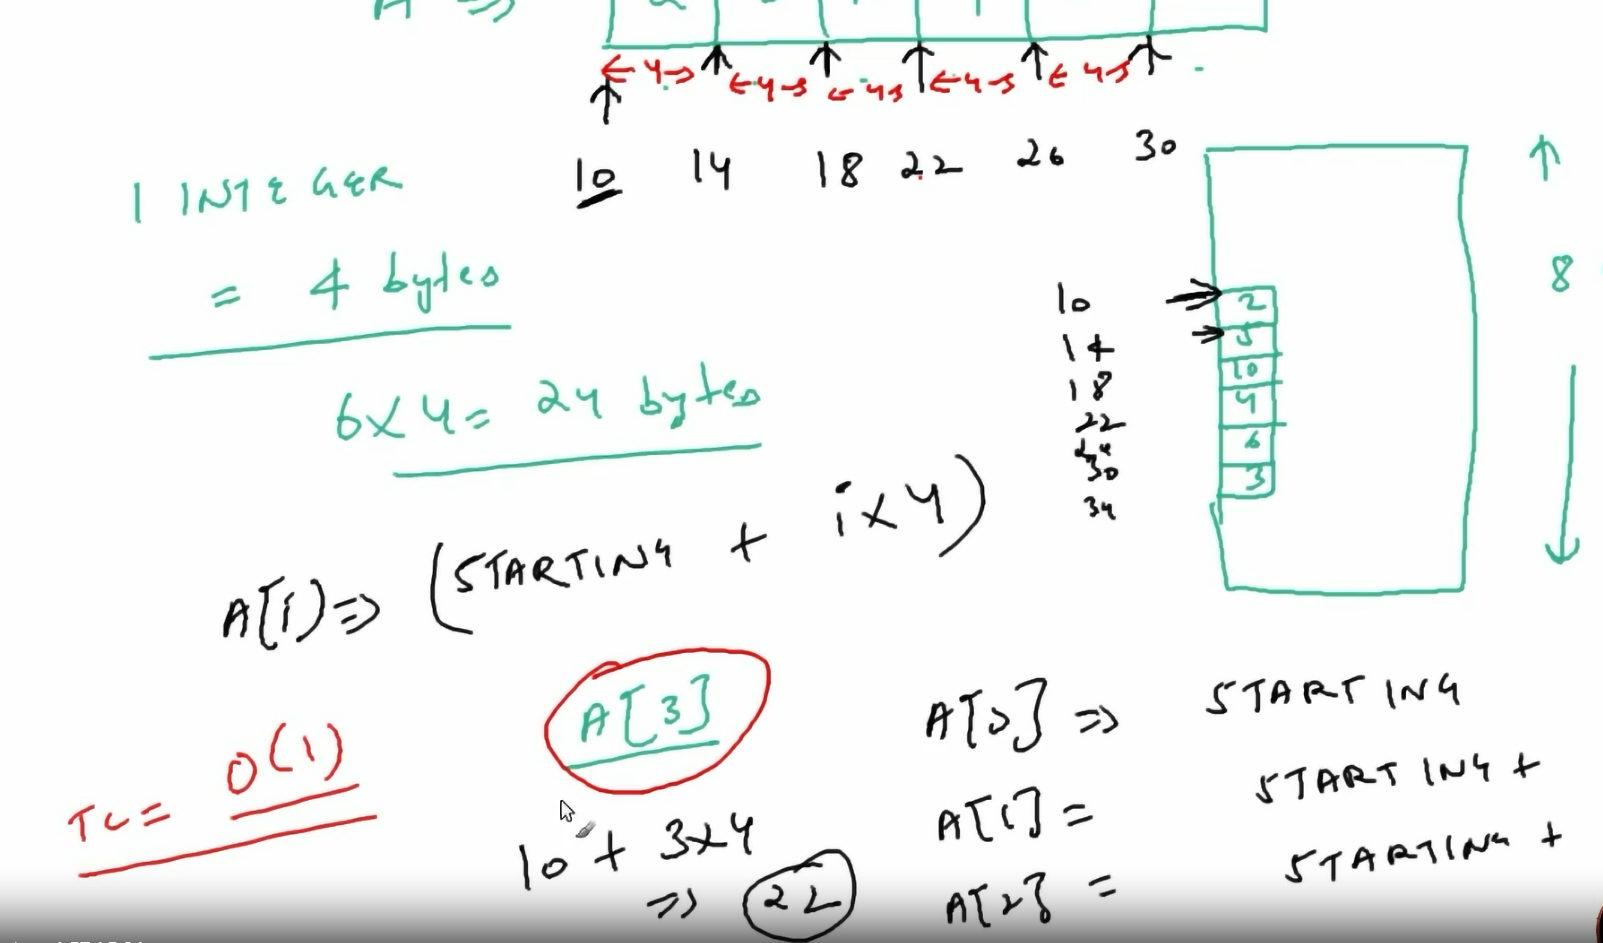 A ⇒
←4→ ←4→ ←4→ ←4→ ←4→
10 14 18 22 26 30
1 INTEGER
= 4 bytes
6×4= 24 bytes
8
10 2
14 5
18 10
22 4
6
30 3
34
A[i] ⇒ (STARTING + i×4)
A[3]
10 + 3×4
⇒ 22
TC = O(1)
A[0] ⇒ STARTING
A[1] = STARTING +
A[2] = STARTING +